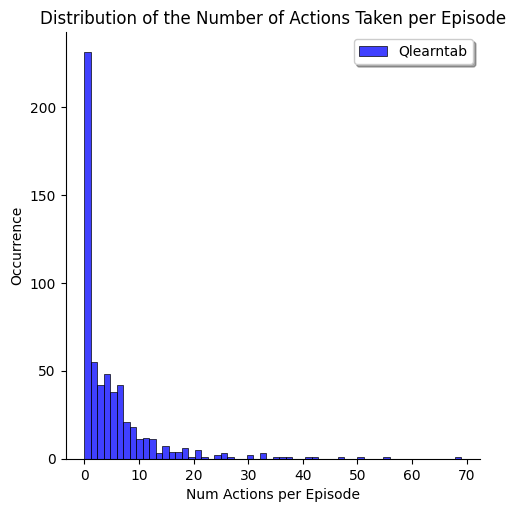 Distribution of the Number of Actions Taken per Episode
Qlearntab
200
150
100
50
0
Occurrence
0 10 20 30 40 50 60 70
Num Actions per Episode